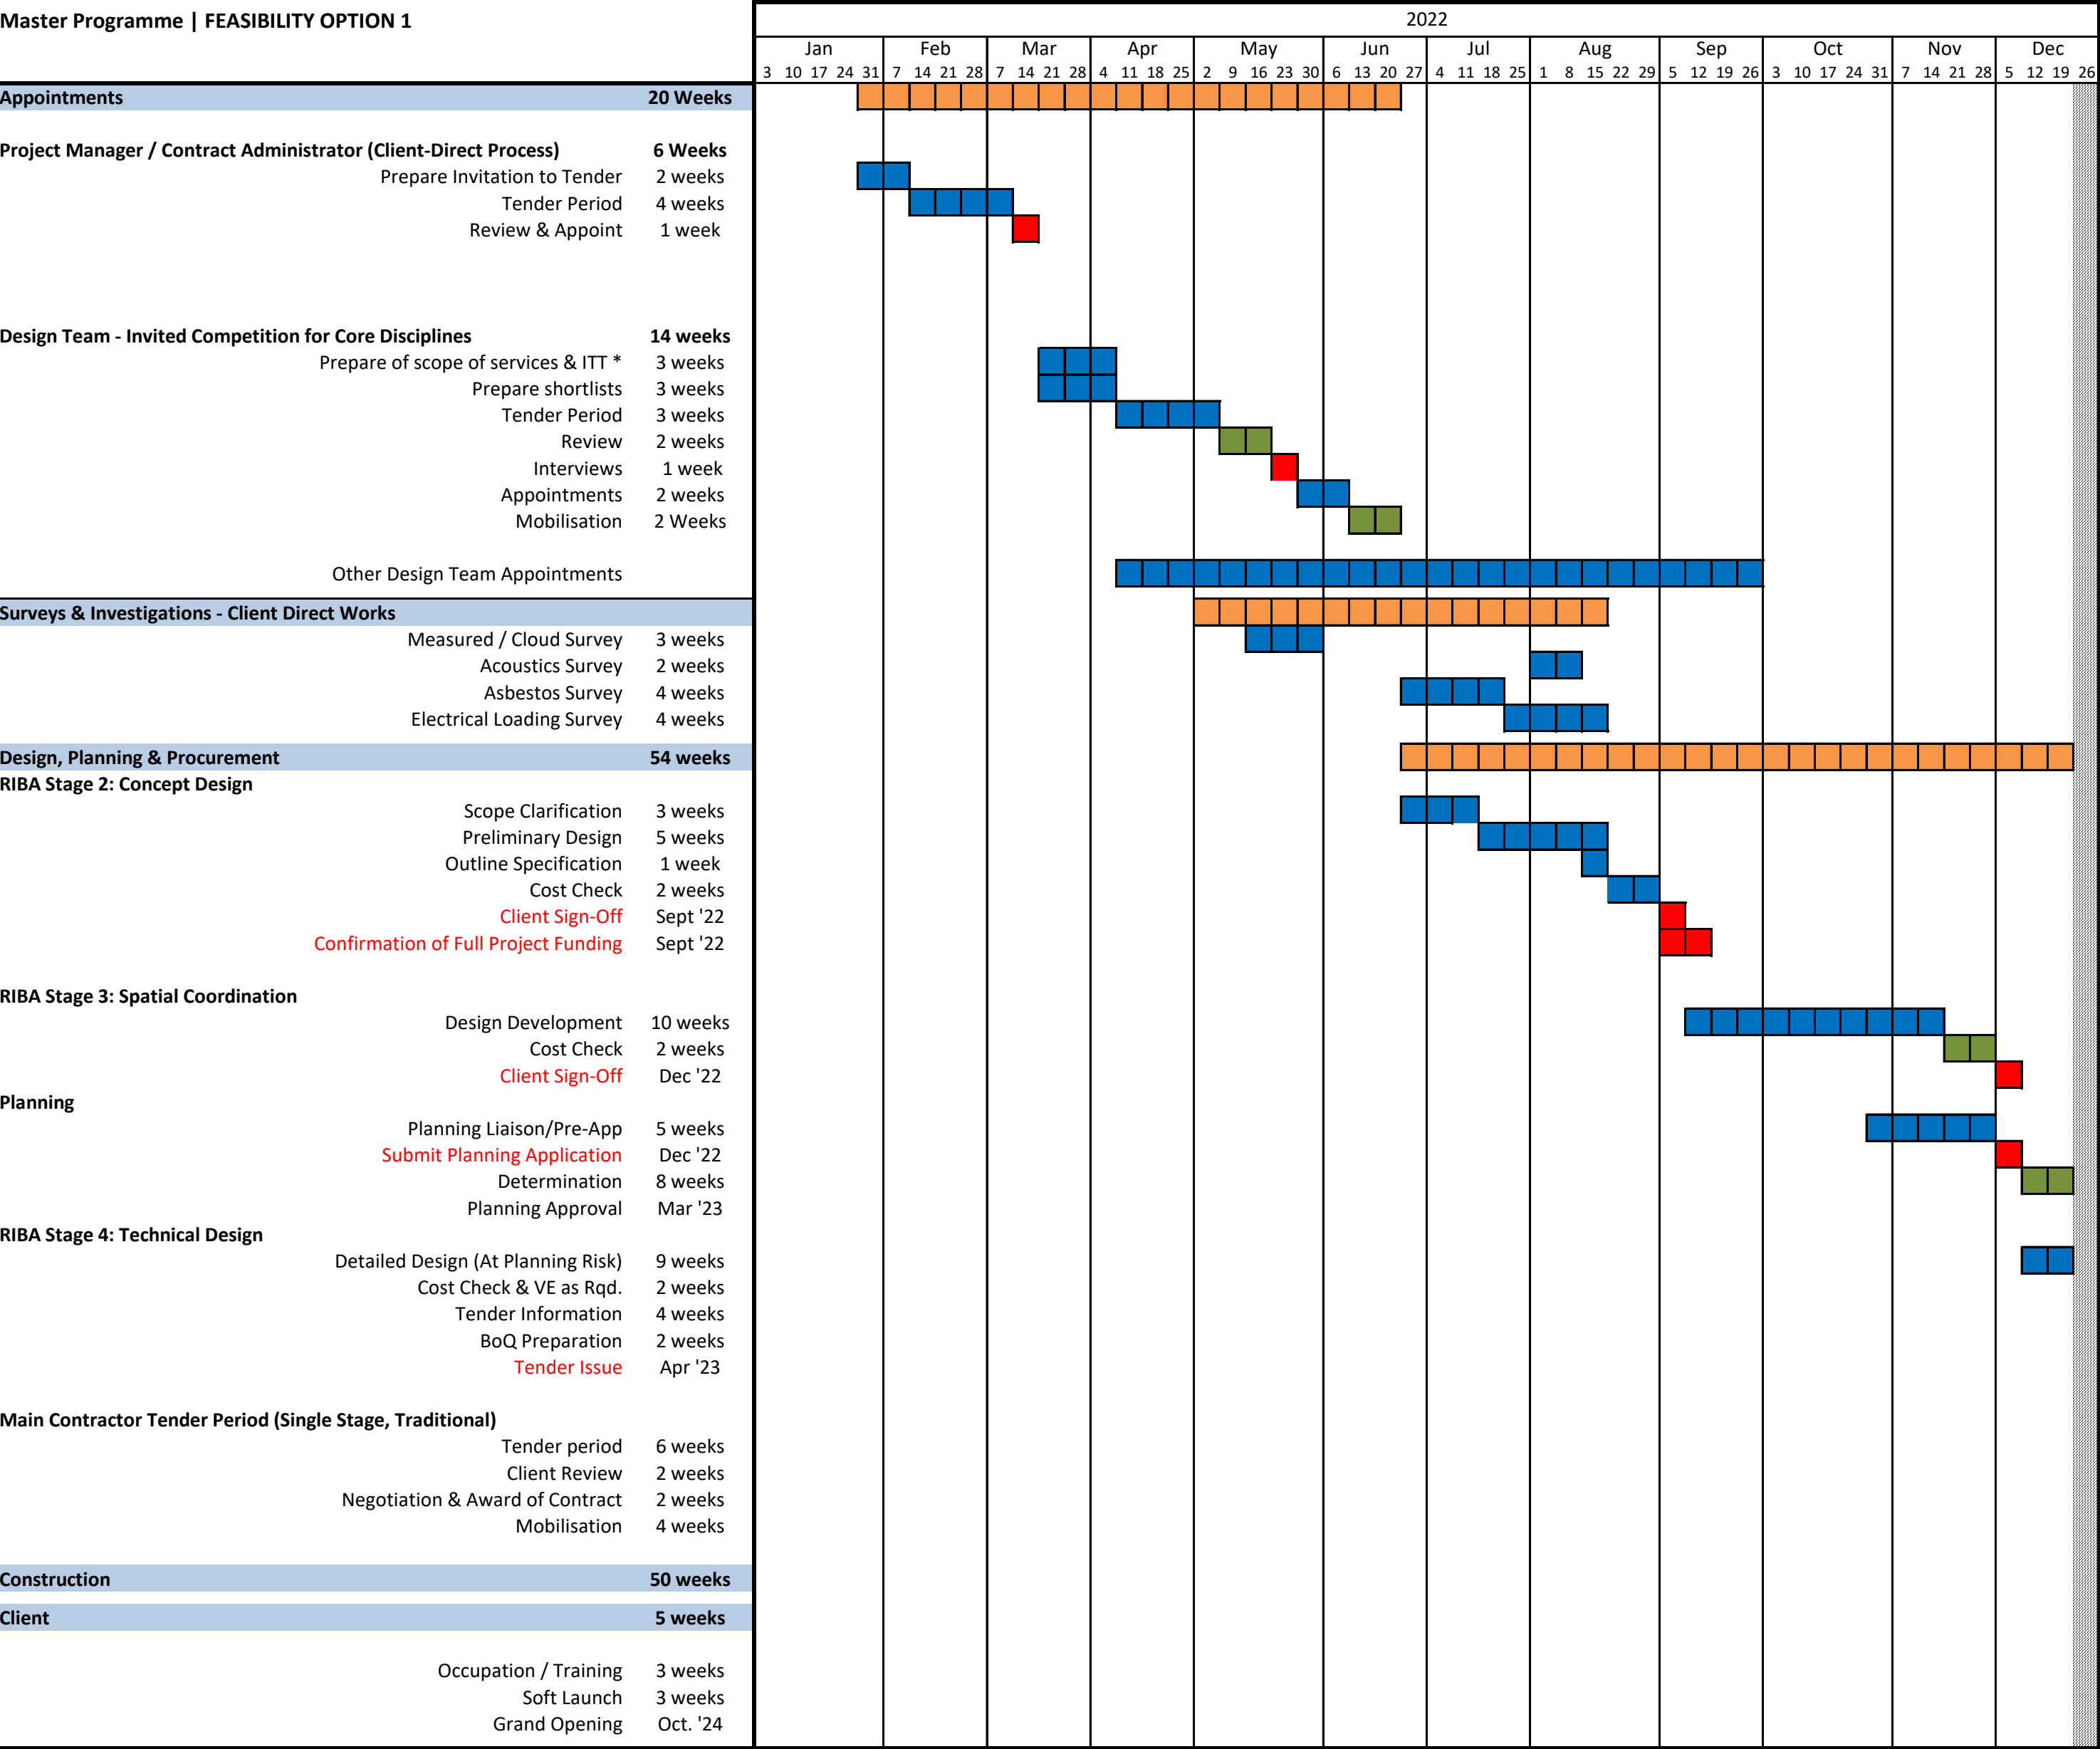 Master Programme | FEASIBILITY OPTION 1
2022
Jan Feb Mar Apr May Jun Jul Aug Sep Oct Nov Dec
3 10 17 24 31 7 14 21 28 7 14 21 28 4 11 18 25 2 9 16 23 30 6 13 20 27 4 11 18 25 1 8 15 22 29 5 12 19 26 3 10 17 24 31 7 14 21 28 5 12 19 26
Appointments 20 Weeks
Project Manager / Contract Administrator (Client-Direct Process) 6 Weeks
Prepare Invitation to Tender 2 weeks
Tender Period 4 weeks
Review & Appoint 1 week
Design Team - Invited Competition for Core Disciplines 14 weeks
Prepare of scope of services & ITT * 3 weeks
Prepare shortlists 3 weeks
Tender Period 3 weeks
Review 2 weeks
Interviews 1 week
Appointments 2 weeks
Mobilisation 2 Weeks
Other Design Team Appointments
Surveys & Investigations - Client Direct Works
Measured / Cloud Survey 3 weeks
Acoustics Survey 2 weeks
Asbestos Survey 4 weeks
Electrical Loading Survey 4 weeks
Design, Planning & Procurement 54 weeks
RIBA Stage 2: Concept Design
Scope Clarification 3 weeks
Preliminary Design 5 weeks
Outline Specification 1 week
Cost Check 2 weeks
Client Sign-Off Sept '22
Confirmation of Full Project Funding Sept '22
RIBA Stage 3: Spatial Coordination
Design Development 10 weeks
Cost Check 2 weeks
Client Sign-Off Dec '22
Planning
Planning Liaison/Pre-App 5 weeks
Submit Planning Application Dec '22
Determination 8 weeks
Planning Approval Mar '23
RIBA Stage 4: Technical Design
Detailed Design (At Planning Risk) 9 weeks
Cost Check & VE as Rqd. 2 weeks
Tender Information 4 weeks
BoQ Preparation 2 weeks
Tender Issue Apr '23
Main Contractor Tender Period (Single Stage, Traditional)
Tender period 6 weeks
Client Review 2 weeks
Negotiation & Award of Contract 2 weeks
Mobilisation 4 weeks
Construction 50 weeks
Client 5 weeks
Occupation / Training 3 weeks
Soft Launch 3 weeks
Grand Opening Oct. '24